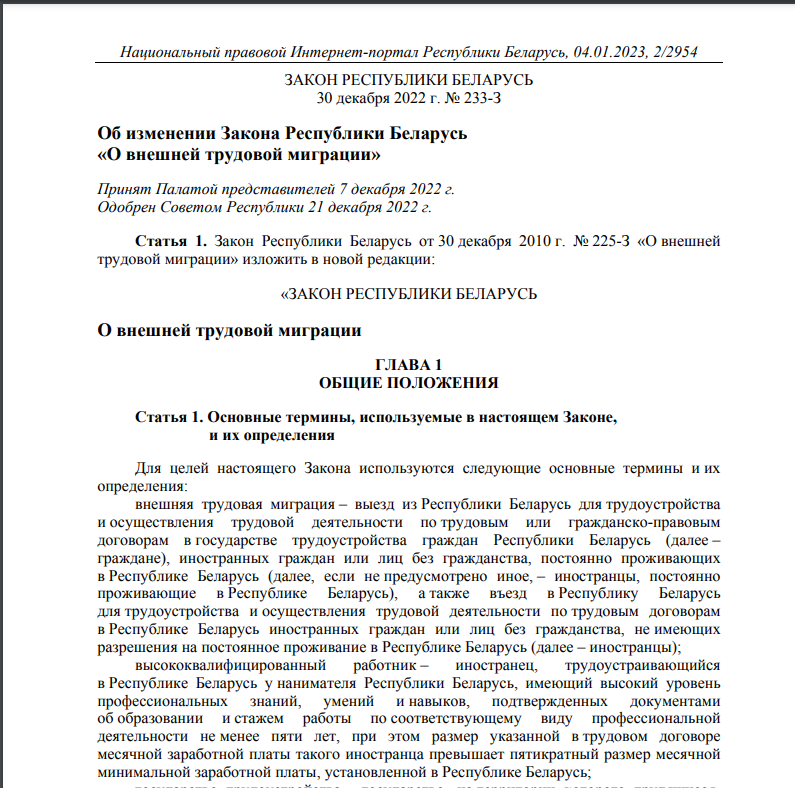 Национальный правовой Интернет-портал Республики Беларусь, 04.01.2023, 2/2954
ЗАКОН РЕСПУБЛИКИ БЕЛАРУСЬ
30 декабря 2022 г. № 233-З
Об изменении Закона Республики Беларусь
«О внешней трудовой миграции»
Принят Палатой представителей 7 декабря 2022 г.
Одобрен Советом Республики 21 декабря 2022 г.
Статья 1. Закон Республики Беларусь от 30 декабря 2010 г. № 225-З «О внешней
трудовой миграции» изложить в новой редакции:
«ЗАКОН РЕСПУБЛИКИ БЕЛАРУСЬ
О внешней трудовой миграции
ГЛАВА 1
ОБЩИЕ ПОЛОЖЕНИЯ
Статья 1. Основные термины, используемые в настоящем Законе,
и их определения
Для целей настоящего Закона используются следующие основные термины и их
определения:
внешняя трудовая миграция – выезд из Республики Беларусь для трудоустройства
и осуществления трудовой деятельности по трудовым или гражданско-правовым
договорам в государстве трудоустройства граждан Республики Беларусь (далее –
граждане), иностранных граждан или лиц без гражданства, постоянно проживающих
в Республике Беларусь (далее, если не предусмотрено иное, – иностранцы, постоянно
проживающие в Республике Беларусь), а также въезд в Республику Беларусь
для трудоустройства и осуществления трудовой деятельности по трудовым договорам
в Республике Беларусь иностранных граждан или лиц без гражданства, не имеющих
разрешения на постоянное проживание в Республике Беларусь (далее – иностранцы);
высококвалифицированный работник – иностранец, трудоустраивающийся
в Республике Беларусь у нанимателя Республики Беларусь, имеющий высокий уровень
профессиональных знаний, умений и навыков, подтвержденных документами
об образовании и стажем работы по соответствующему виду профессиональной
деятельности не менее пяти лет, при этом размер указанной в трудовом договоре
месячной заработной платы такого иностранца превышает пятикратный размер месячной
минимальной заработной платы, установленной в Республике Беларусь;